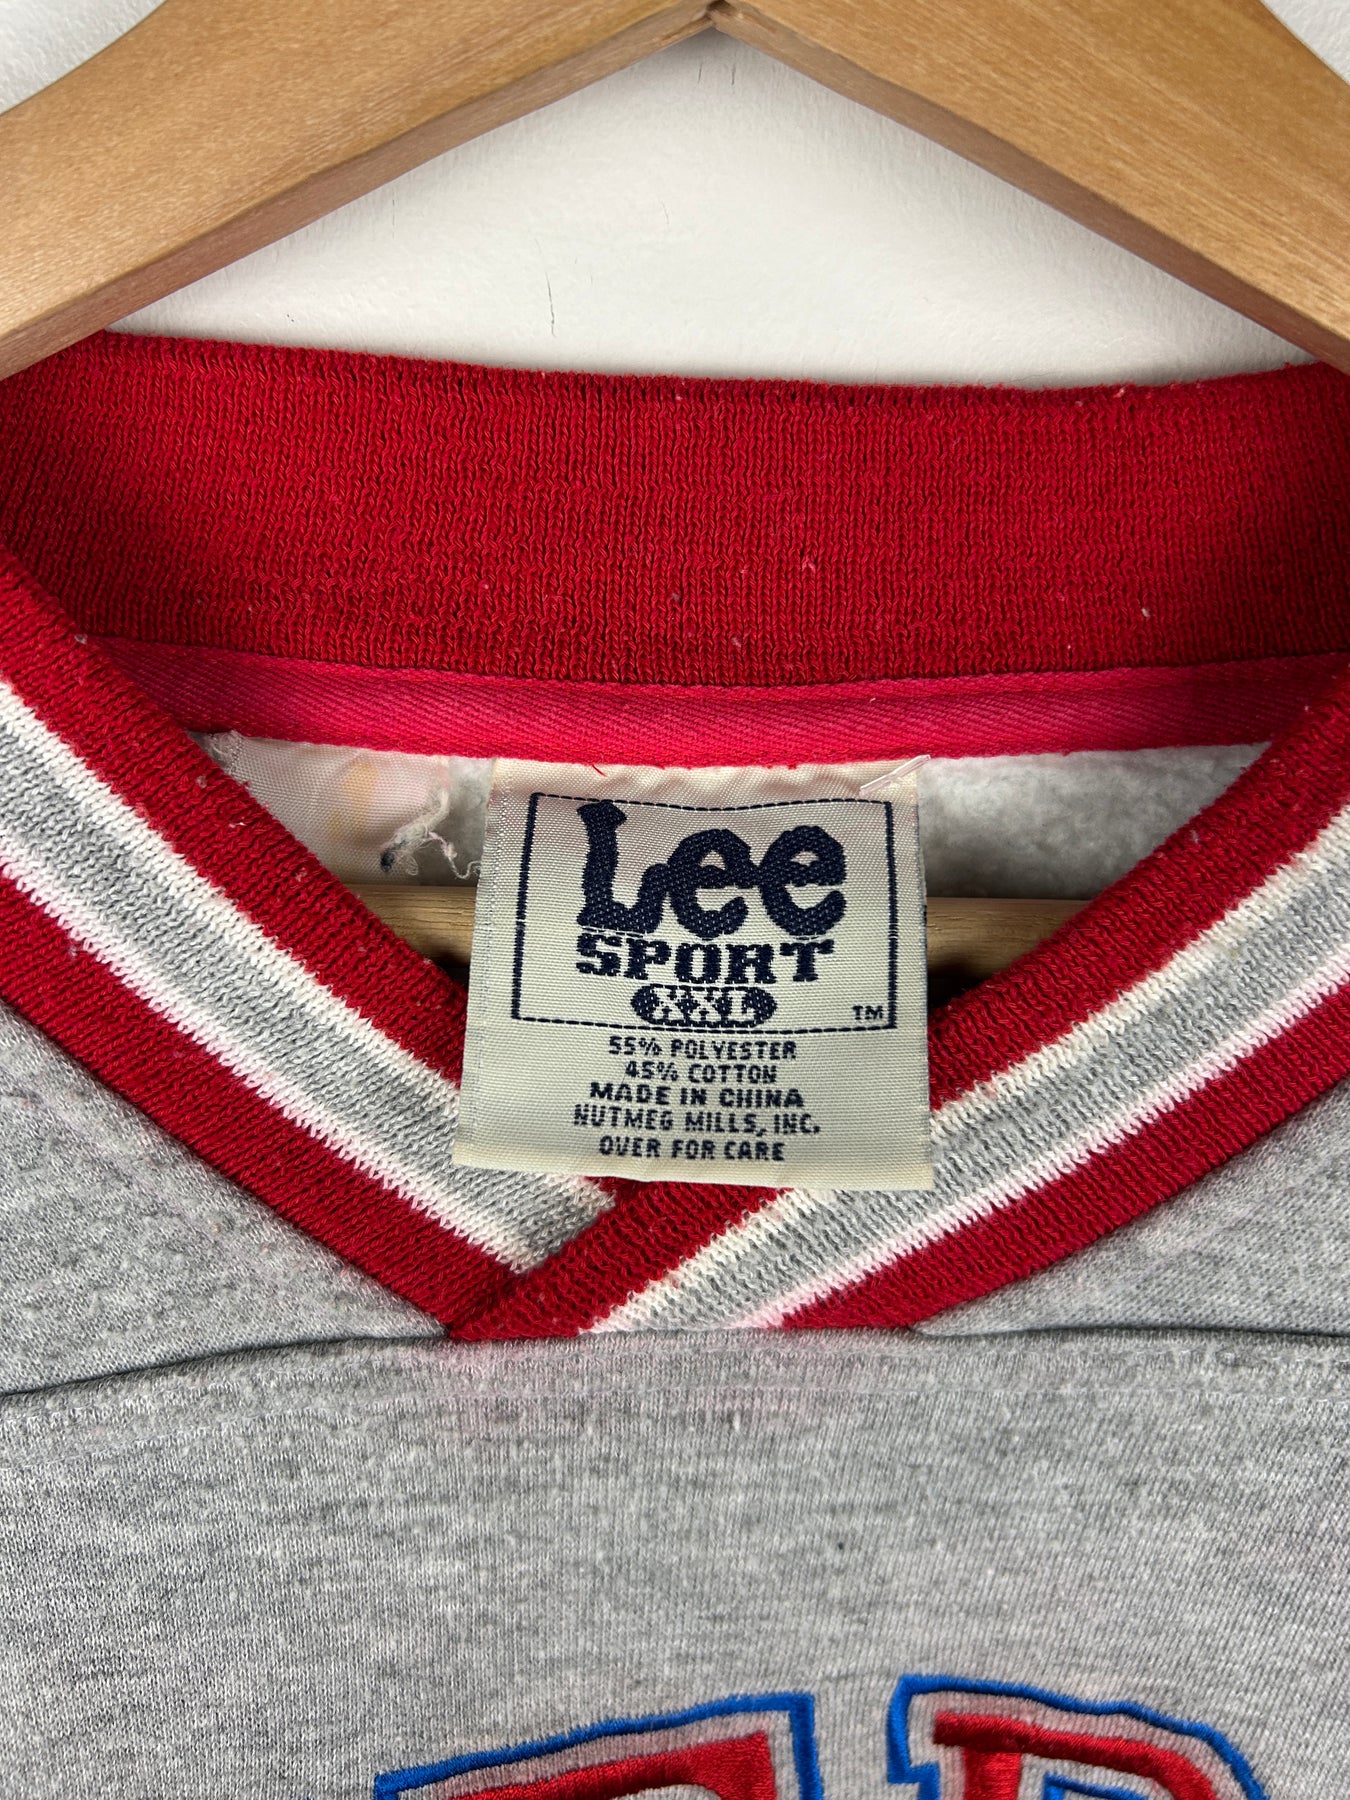 Lee
SPORT
XXL
TM
55% POLYESTER
45% COTTON
MADE IN CHINA
NUTMEG MILLS, INC.
OVER FOR CARE